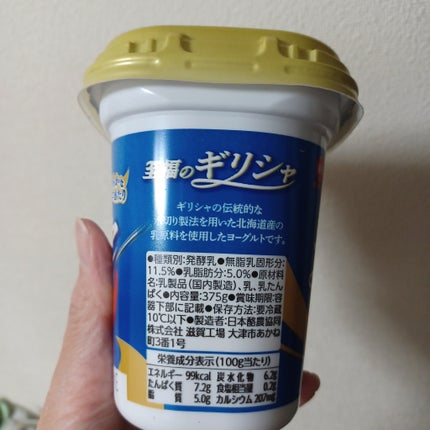 至福のギリシャ
ギリシャの伝統的な
水切り製法を用いた北海道産の
乳原料を使用したヨーグルトです。
●種類別:発酵乳●無脂乳固形分:
11.5%●乳脂肪分:5.0%●原材料
名:乳製品(国内製造)、乳、乳たん
ぱく●内容量:375g●賞味期限:容
器下部に記載●保存方法:要冷蔵
10℃以下●製造者:日本酪農協同
株式会社 滋賀工場 大津市あかね
町3番1号
栄養成分表示(100g当たり)
エネルギー 99kcal 炭水化物 6.2g
たんぱく質 7.2g 食塩相当量 0.2g
脂質 5.0g カルシウム 207mg